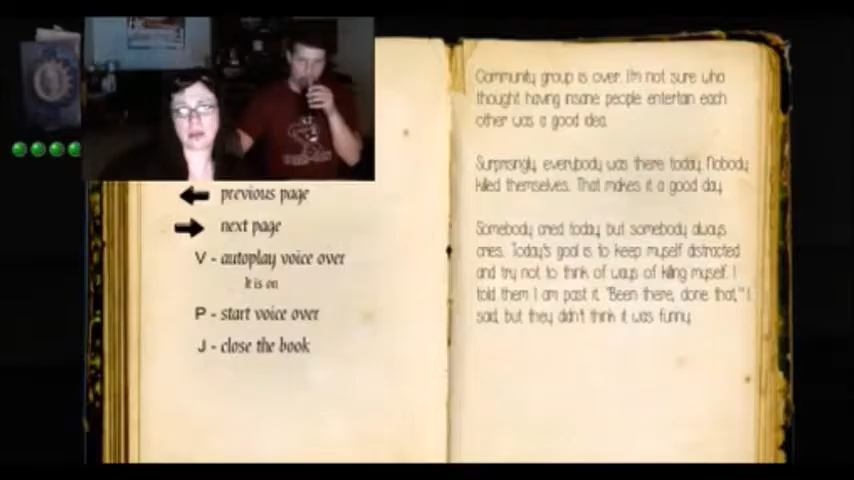 previous page
next page
V - autoplay voice over
It is on
P - start voice over
J - close the book
Community group is over. I'm not sure who
thought having insane people entertain each
other was a good idea.
Surprisingly, everybody was there today. Nobody
killed themselves. That makes it a good day.
Somebody cried today but somebody always
cries. Today's goal is to keep myself distracted
and try not to think of ways of killing myself. I
told them I am past it. "Been there, done that," I
said, but they didn't think it was funny.